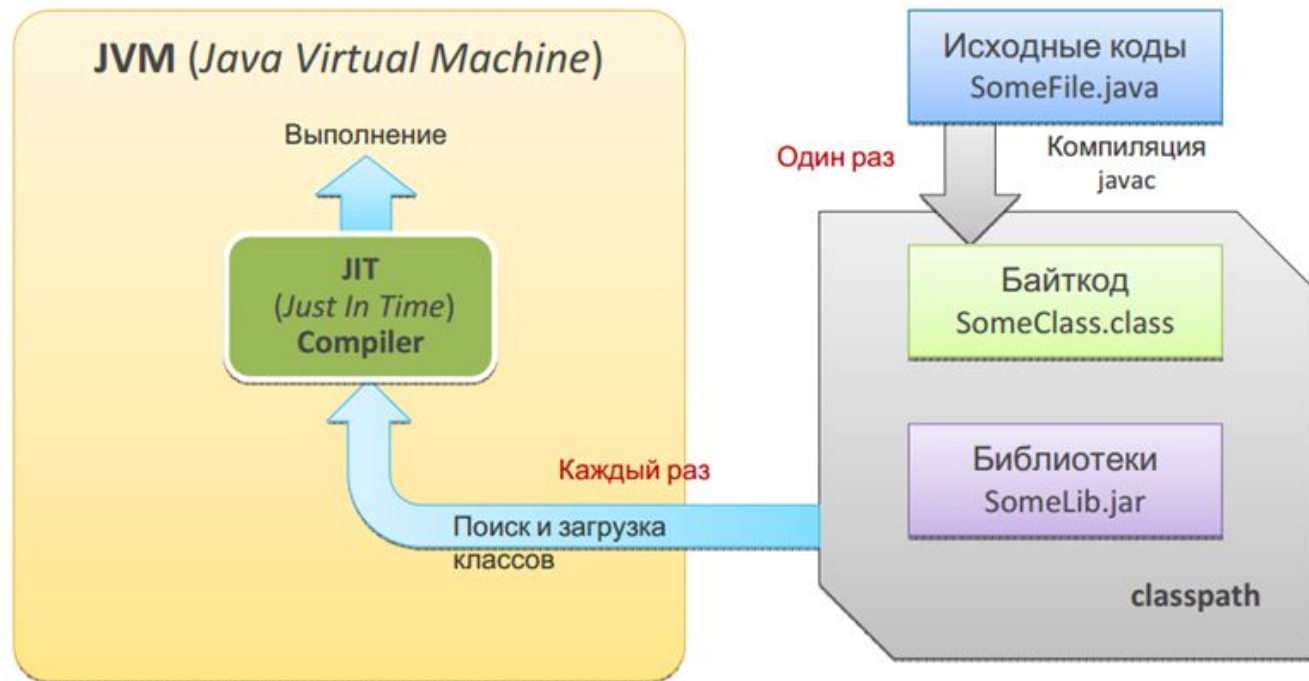 JVM (Java Virtual Machine)
Выполнение
JIT
(Just In Time)
Compiler
Каждый раз
Поиск и загрузка
классов
Исходные коды
SomeFile.java
Один раз
Компиляция
javac
Байткод
SomeClass.class
Библиотеки
SomeLib.jar
classpath